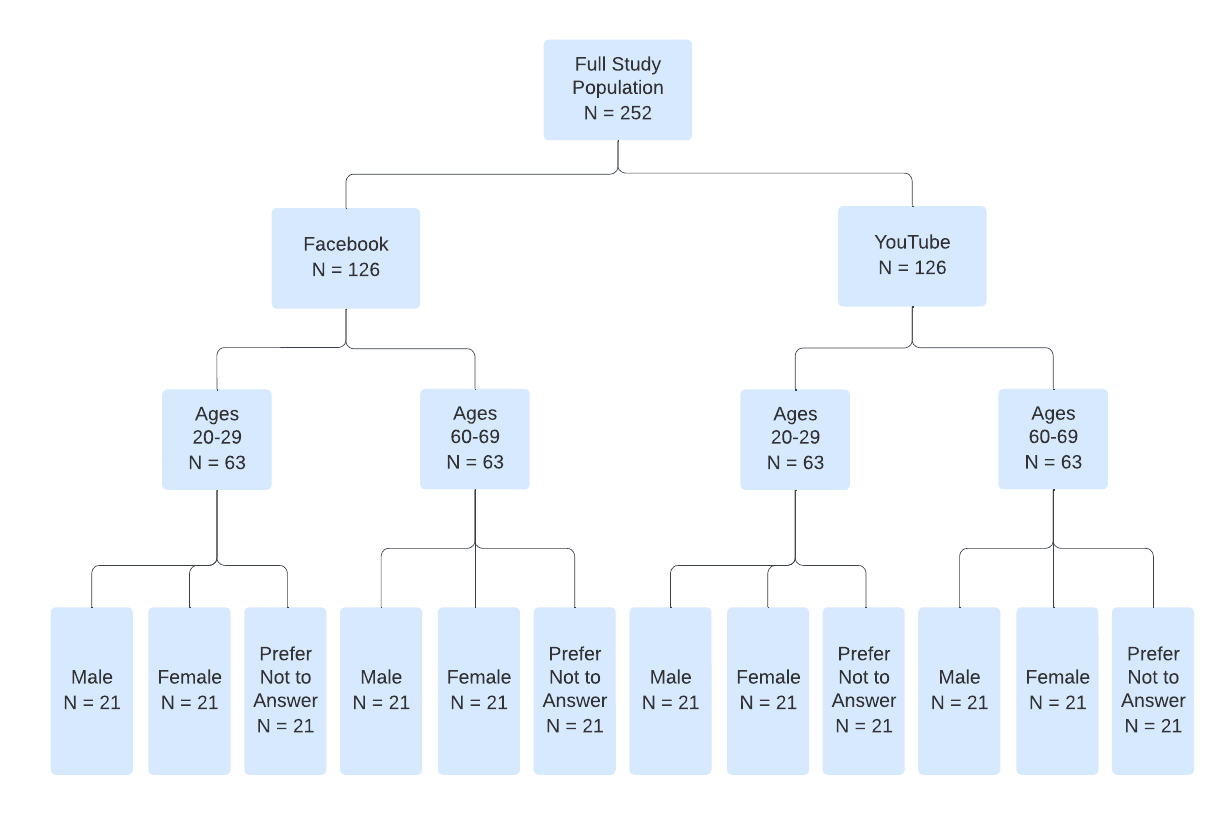 Full Study
Population
N = 252
Facebook
N = 126
YouTube
N = 126
Ages
20-29
N = 63
Ages
60-69
N = 63
Ages
20-29
N = 63
Ages
60-69
N = 63
Male
N = 21
Female
N = 21
Prefer
Not to
Answer
N = 21
Male
N = 21
Female
N = 21
Prefer
Not to
Answer
N = 21
Male
N = 21
Female
N = 21
Prefer
Not to
Answer
N = 21
Male
N = 21
Female
N = 21
Prefer
Not to
Answer
N = 21